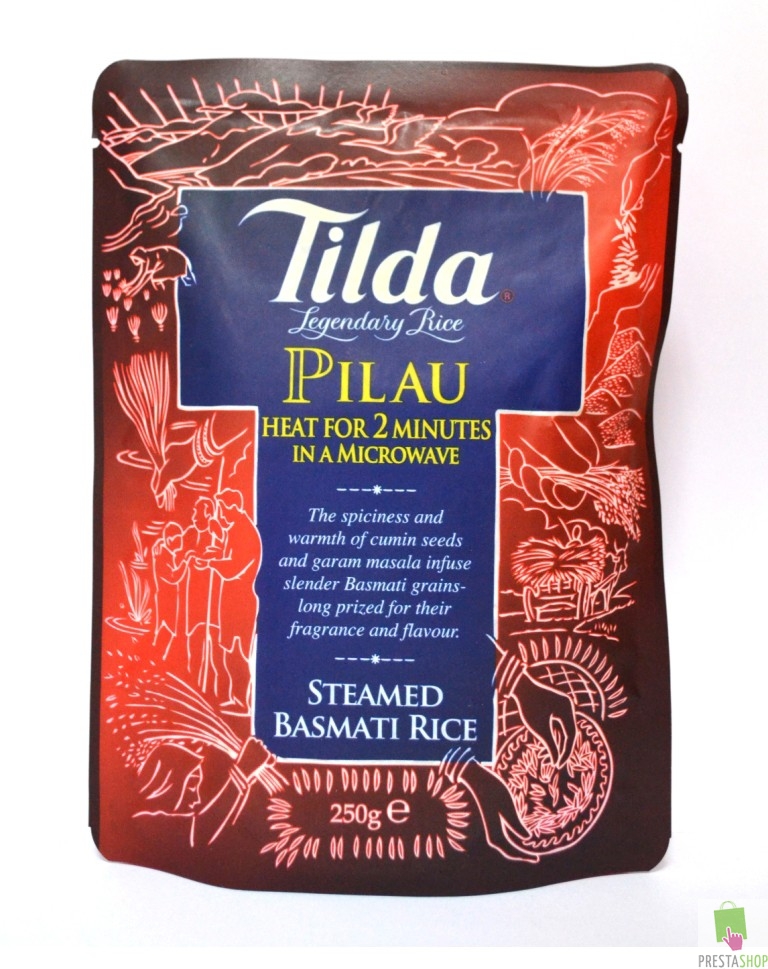 Tilda®
Legendary Rice
PILAU
HEAT FOR 2 MINUTES
IN A MICROWAVE
The spiciness and
warmth of cumin seeds
and garam masala infuse
slender Basmati grains-
long prized for their
fragrance and flavour.
STEAMED
BASMATI RICE
250g ℮
PRESTASHOP